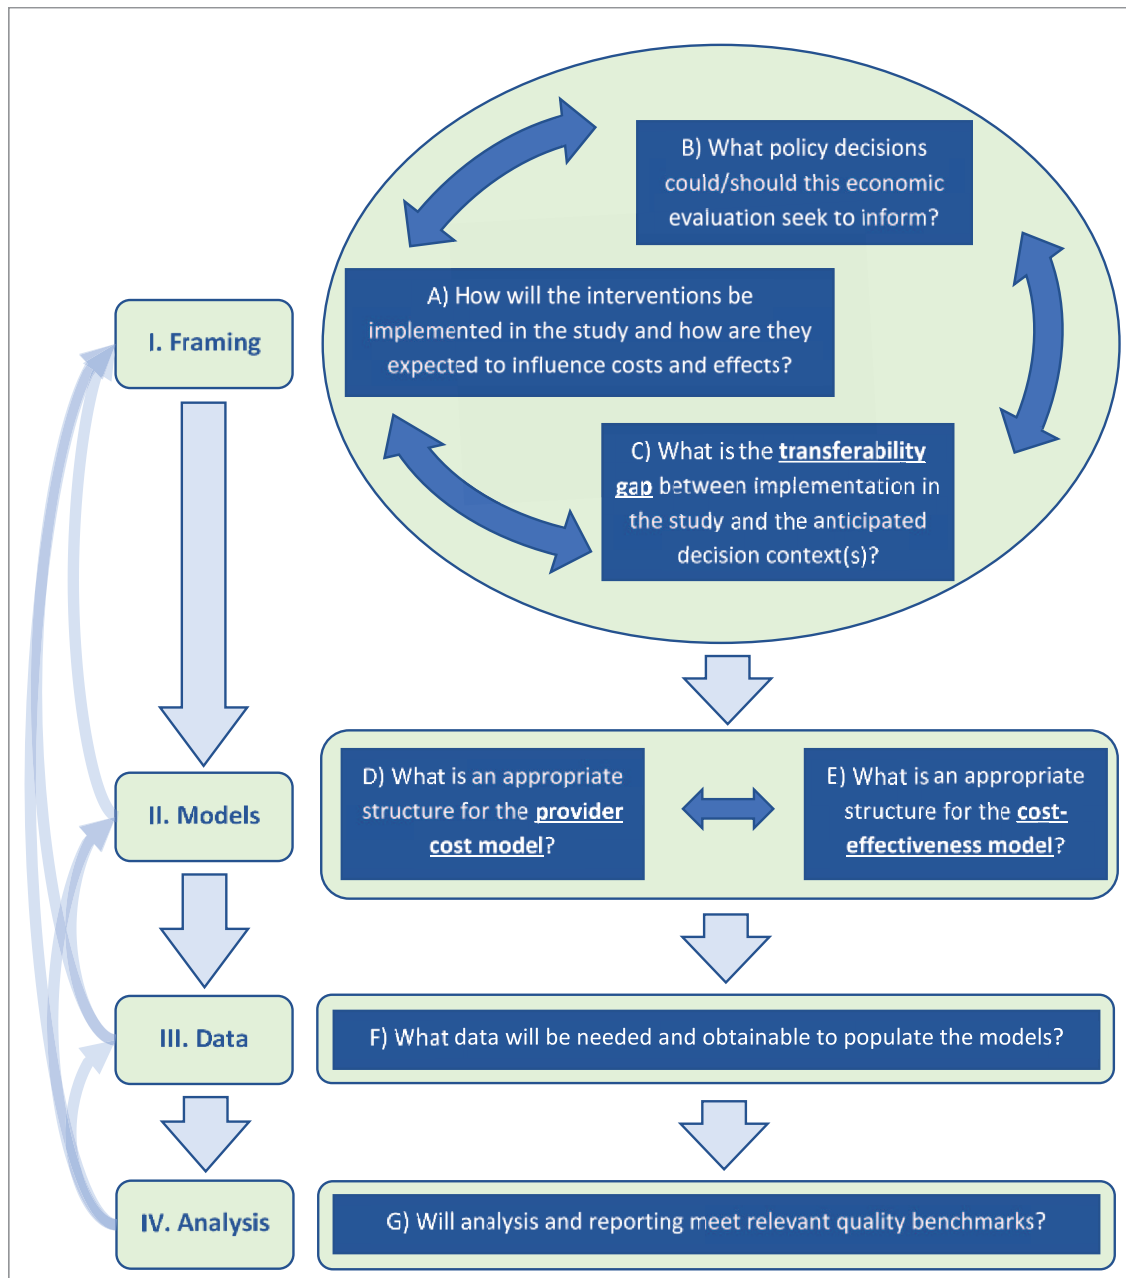 B) What policy decisions
could/should this economic
evaluation seek to inform?
A) How will the interventions be
implemented in the study and how are they
expected to influence costs and effects?
I. Framing
C) What is the transferability
gap between implementation in
the study and the anticipated
decision context(s)?
II. Models
D) What is an appropriate
structure for the provider
cost model?
E) What is an appropriate
structure for the cost-
effectiveness model?
III. Data
F) What data will be needed and obtainable to populate the models?
IV. Analysis
G) Will analysis and reporting meet relevant quality benchmarks?